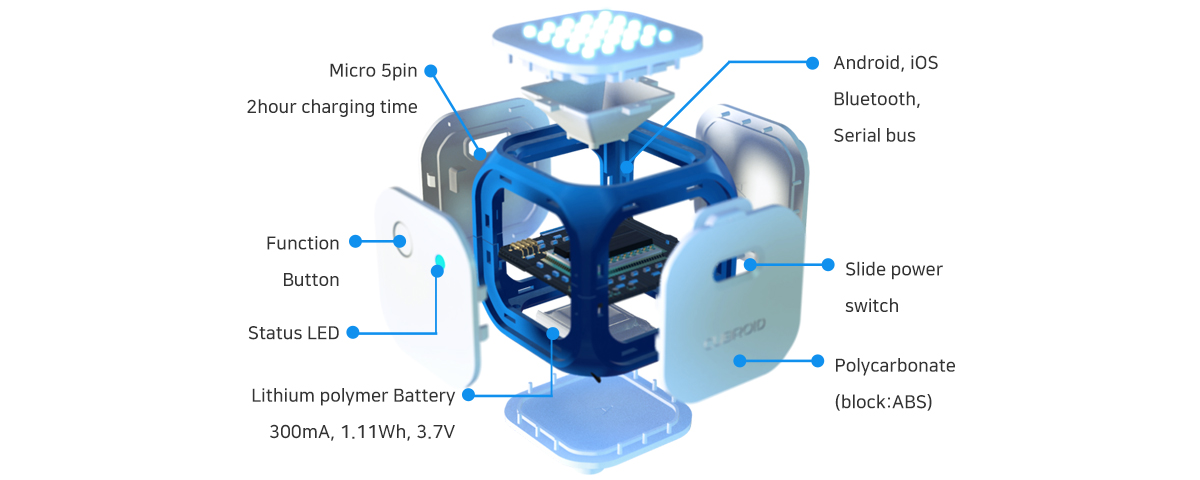 Micro 5pin
2hour charging time
Android, iOS
Bluetooth,
Serial bus
Function
Button
Status LED
Lithium polymer Battery
300mA, 1.11Wh, 3.7V
Slide power
switch
Polycarbonate
(block:ABS)